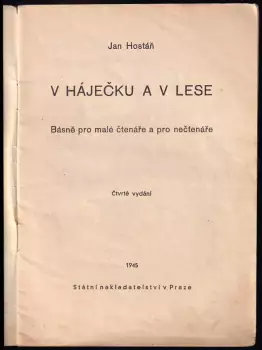 Jan Hostáň
V HÁJEČKU A V LESE
Básně pro malé čtenáře a pro nečtenáře
Čtvrté vydání
1945
Státní nakladatelství v Praze